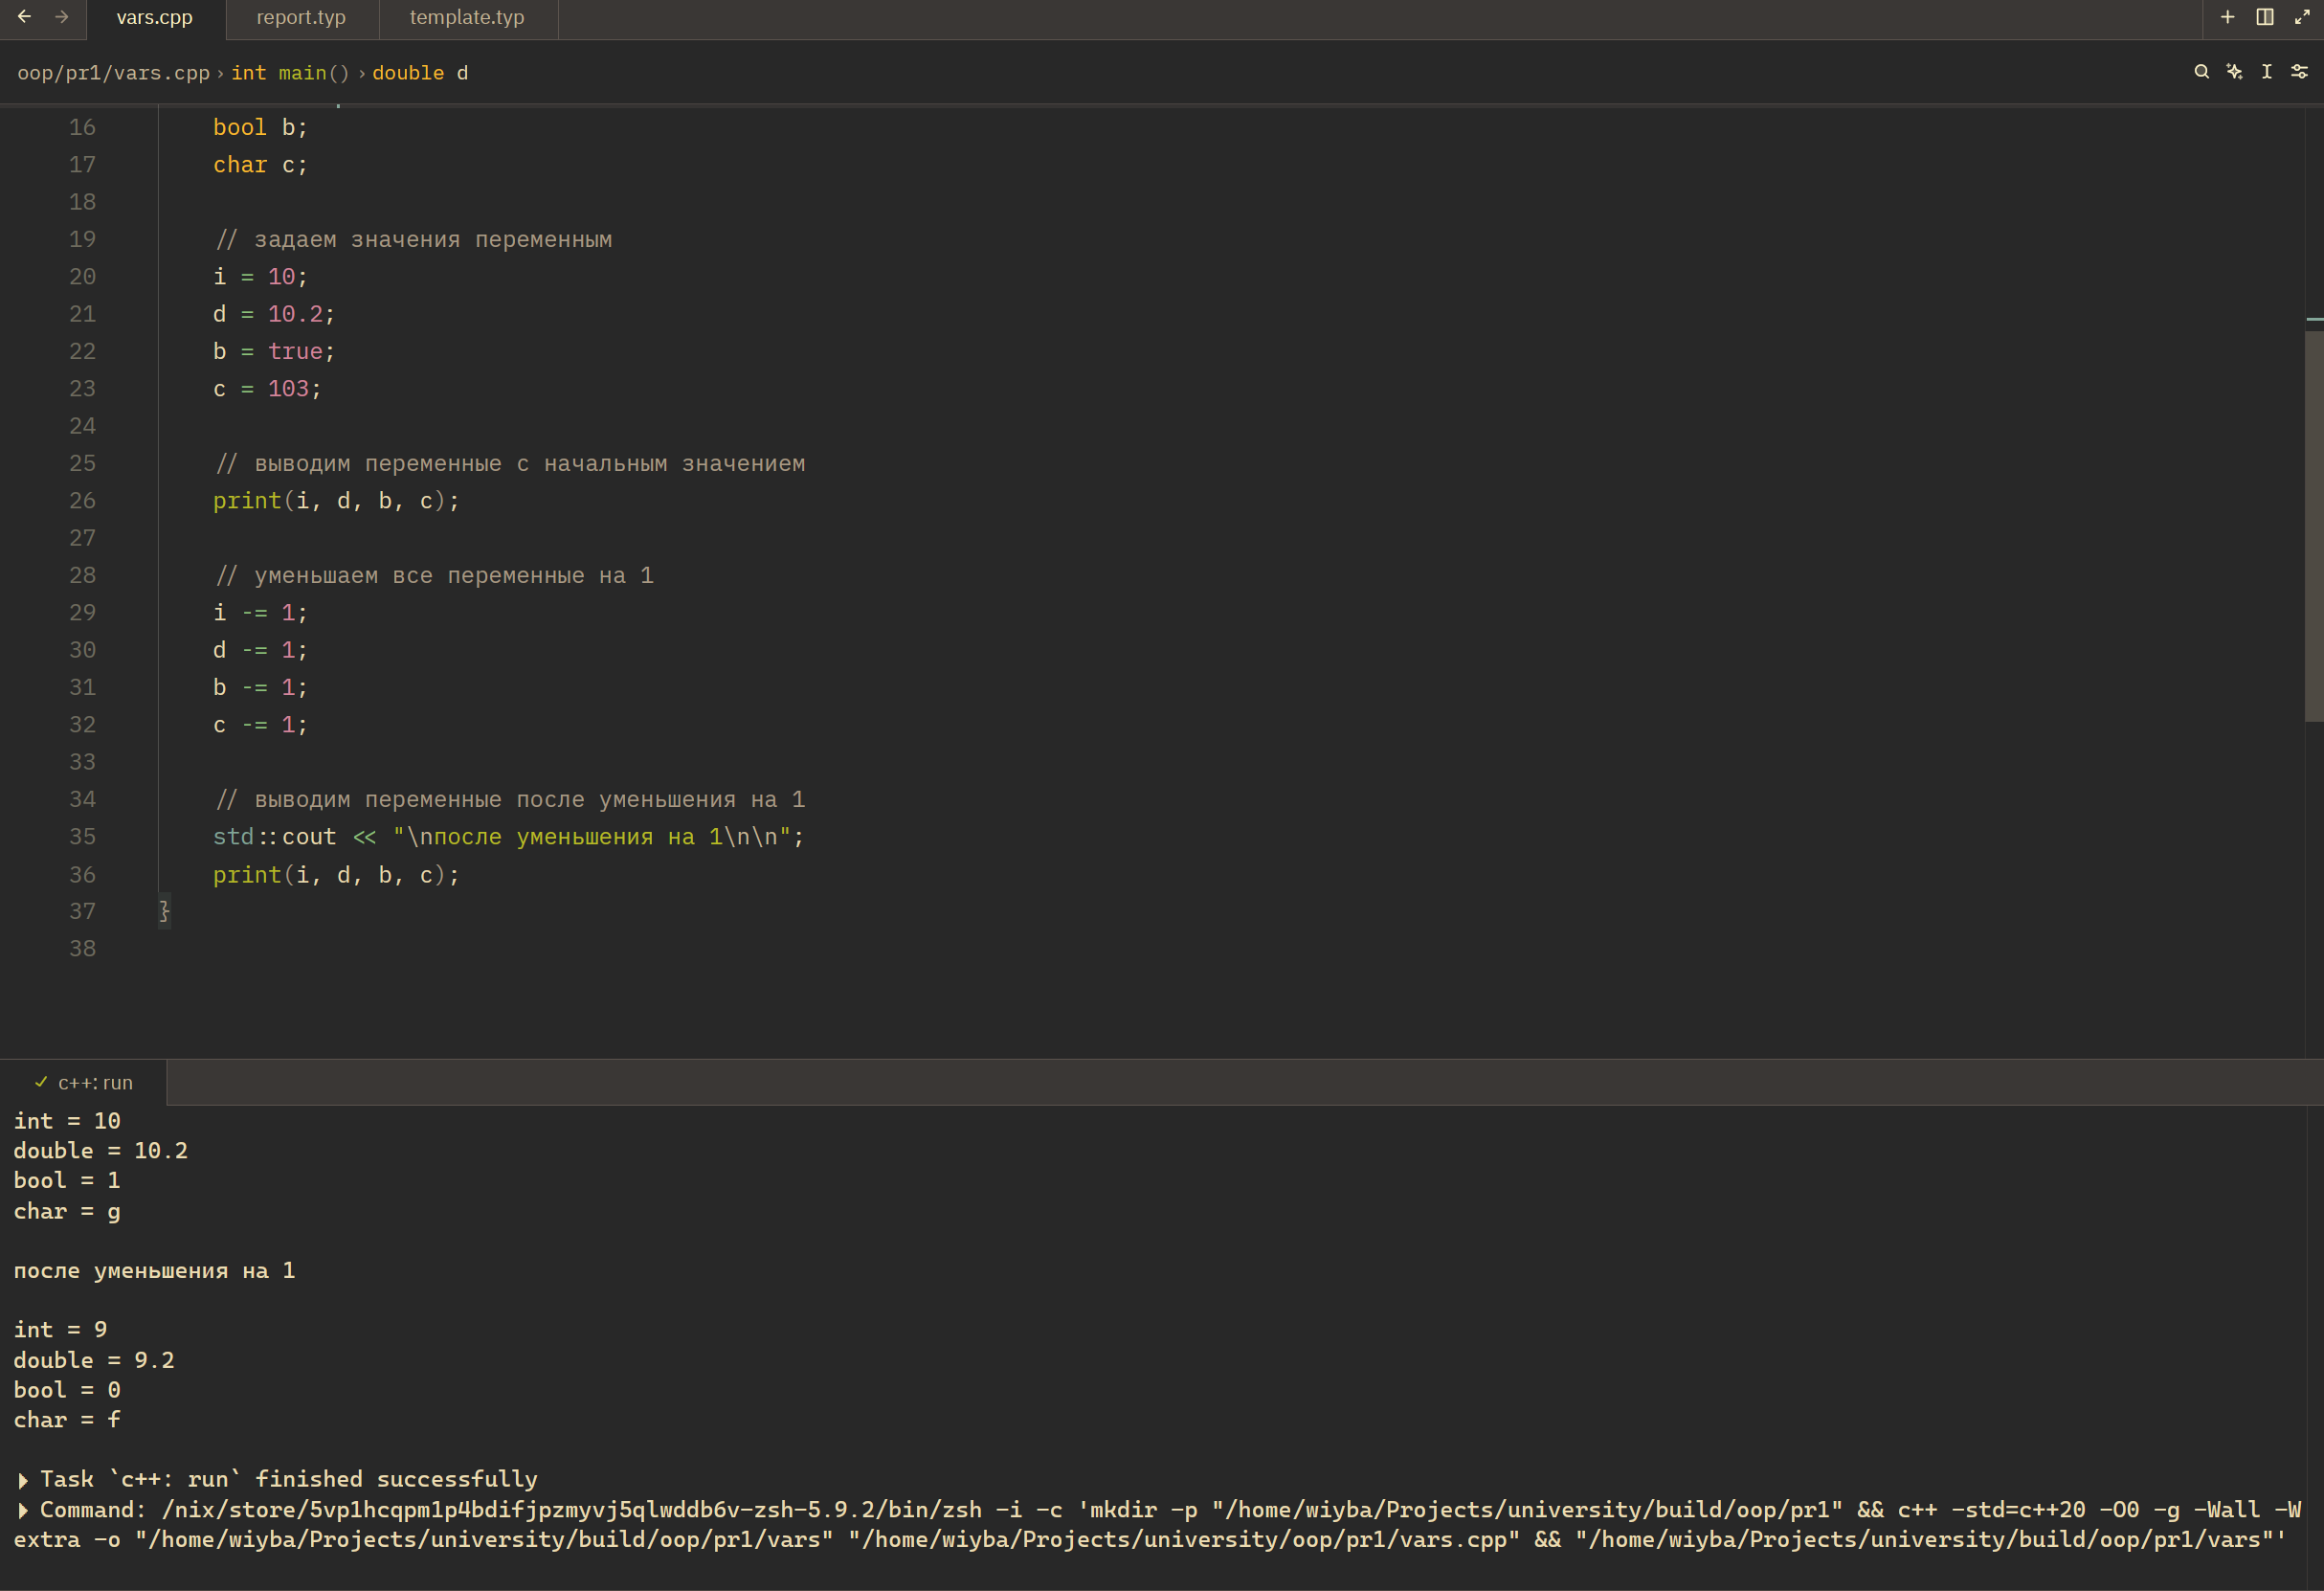 vars.cpp report.typ template.typ
oop/pr1/vars.cpp › int main() › double d
16 bool b;
17 char c;
18
19 // задаем значения переменным
20 i = 10;
21 d = 10.2;
22 b = true;
23 c = 103;
24
25 // выводим переменные с начальным значением
26 print(i, d, b, c);
27
28 // уменьшаем все переменные на 1
29 i -= 1;
30 d -= 1;
31 b -= 1;
32 c -= 1;
33
34 // выводим переменные после уменьшения на 1
35 std::cout << "\nпосле уменьшения на 1\n\n";
36 print(i, d, b, c);
37 }
38
c++: run
int = 10
double = 10.2
bool = 1
char = g
после уменьшения на 1
int = 9
double = 9.2
bool = 0
char = f
Task `c++: run` finished successfully
Command: /nix/store/5vp1hcqpm1p4bdifjpzmyvj5qlwddb6v-zsh-5.9.2/bin/zsh -i -c 'mkdir -p "/home/wiyba/Projects/university/build/oop/pr1" && c++ -std=c++20 -O0 -g -Wall -W
extra -o "/home/wiyba/Projects/university/build/oop/pr1/vars" "/home/wiyba/Projects/university/oop/pr1/vars.cpp" && "/home/wiyba/Projects/university/build/oop/pr1/vars"'